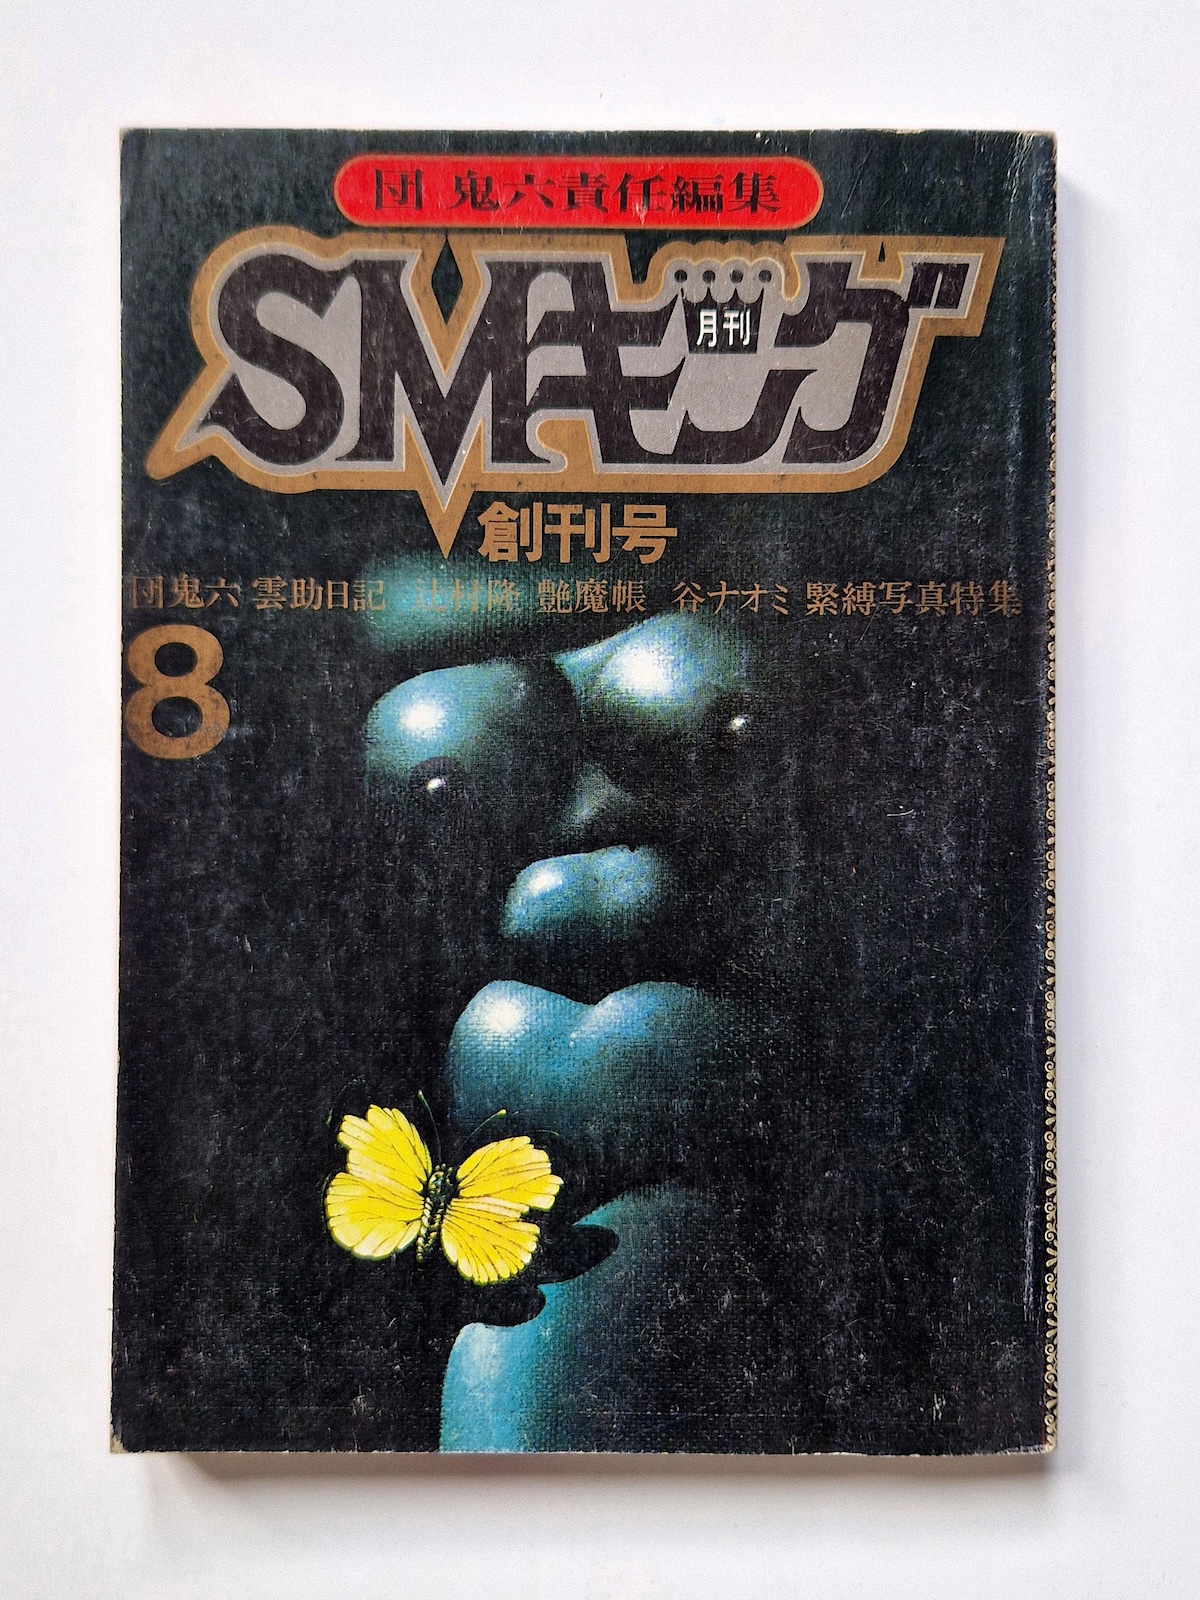 団 鬼六責任編集
SMキング
月刊
創刊号
団鬼六 雲助日記 辻村隆 艶魔帳 谷ナオミ 緊縛写真特集
8